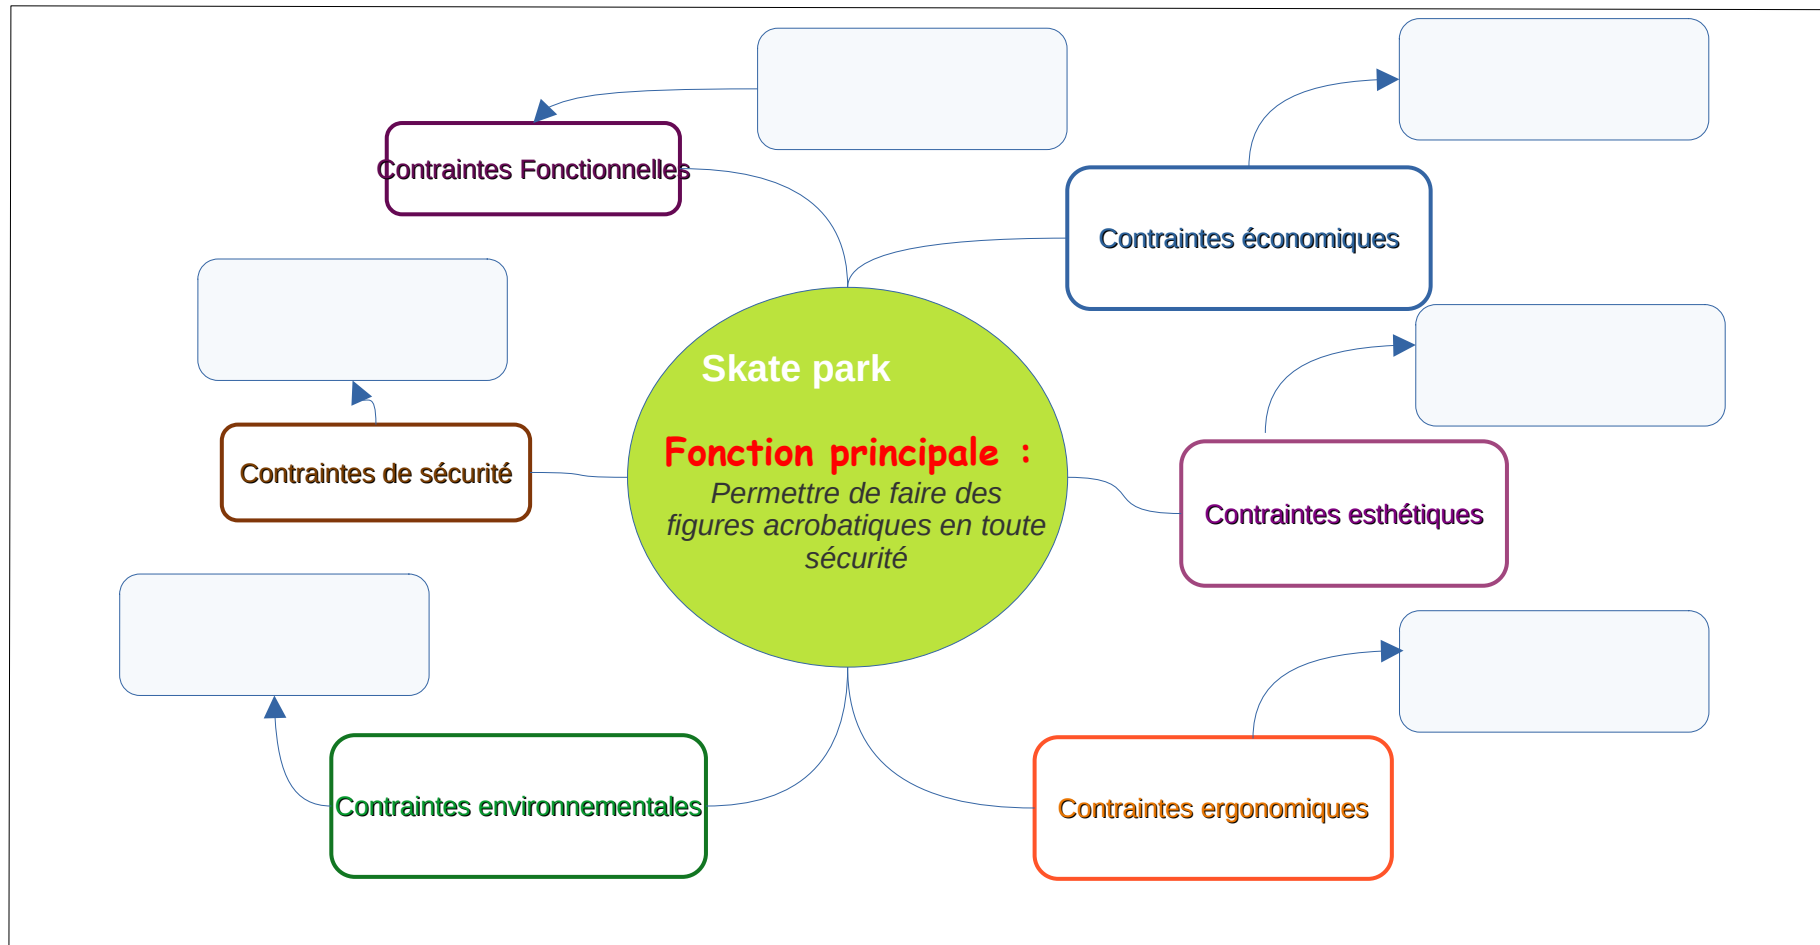 Contraintes Fonctionnelles
Contraintes économiques
Skate park
Fonction principale :
Permettre de faire des
figures acrobatiques en toute
sécurité
Contraintes de sécurité
Contraintes esthétiques
Contraintes environnementales
Contraintes ergonomiques